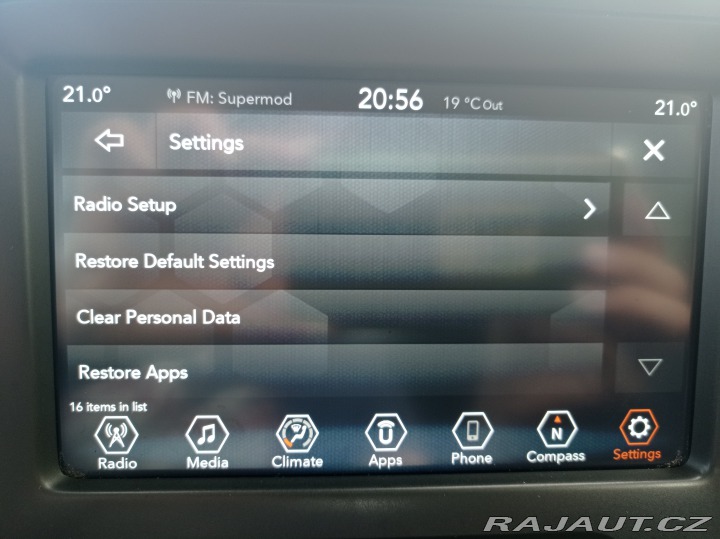 21.0° FM: Supermod 20:56 19 °C Out 21.0°
Settings
Radio Setup
Restore Default Settings
Clear Personal Data
Restore Apps
16 items in list
Radio Media Climate Apps Phone N Compass Settings
RAJAUT.CZ